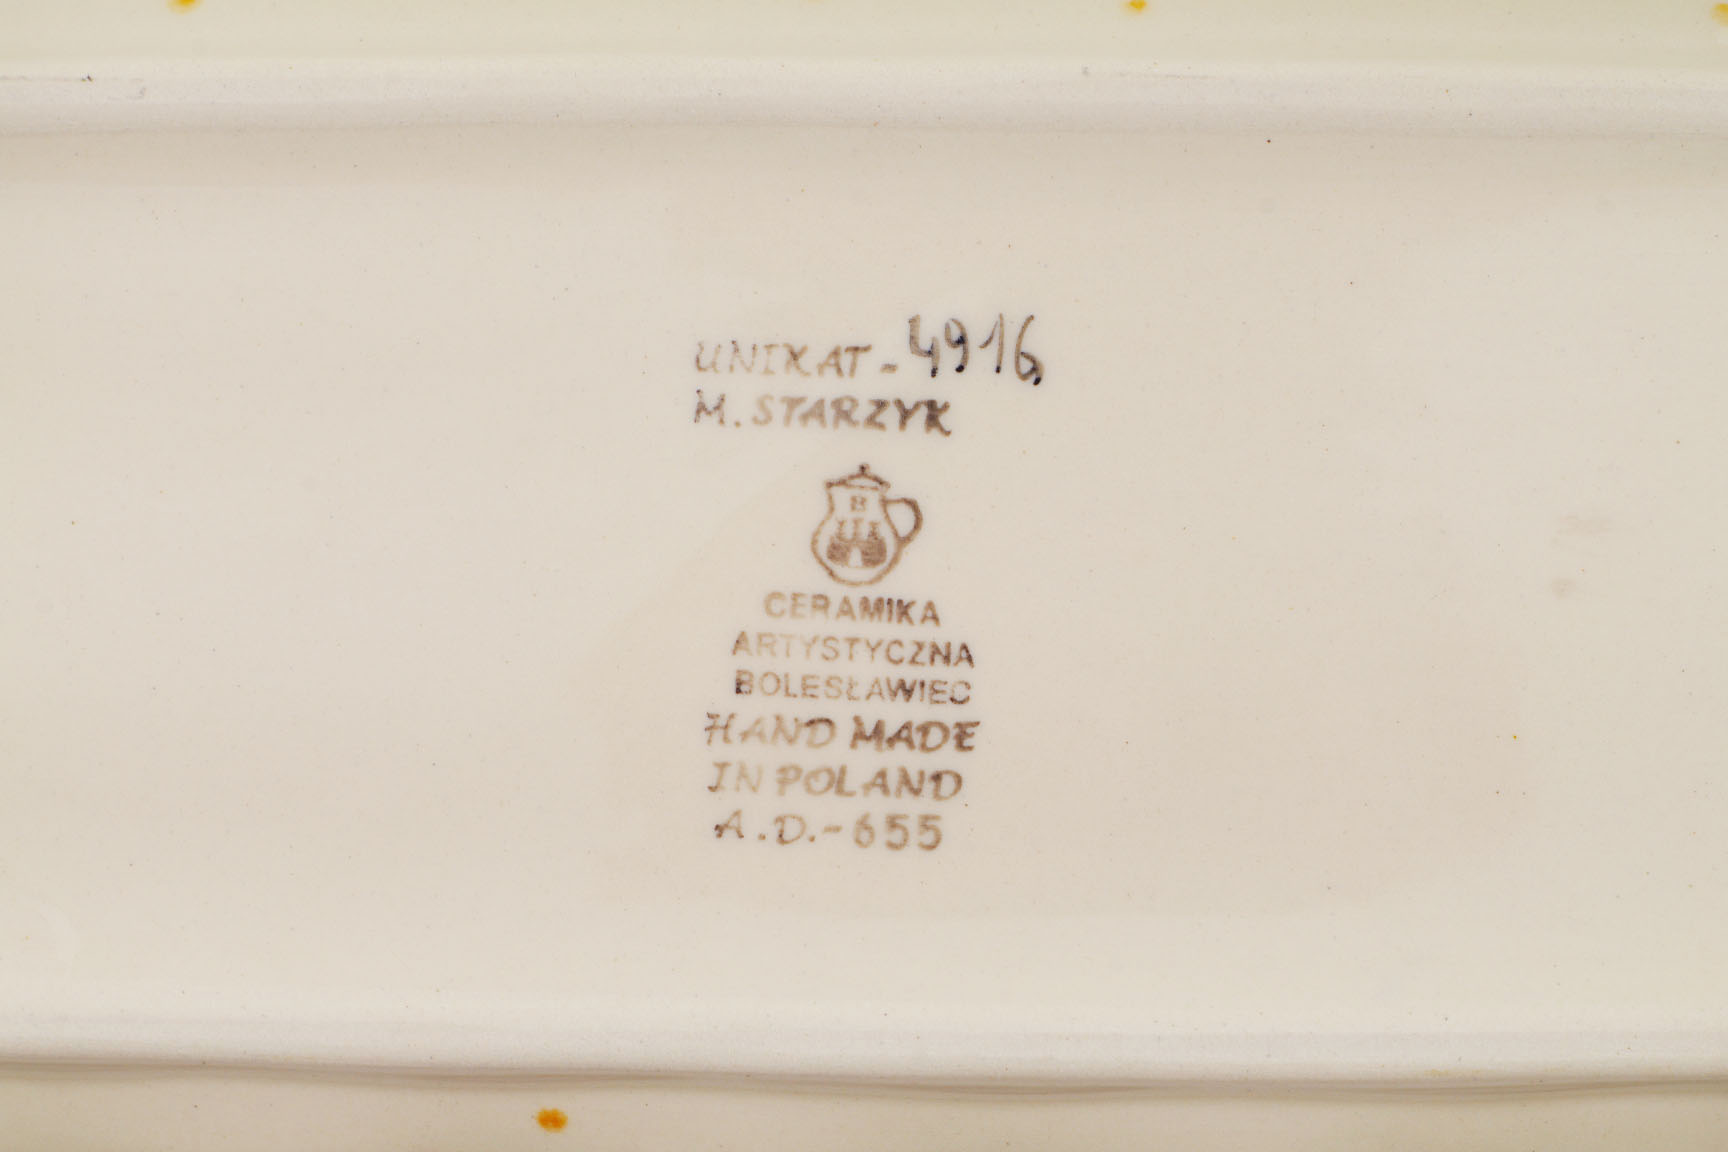 UNIKAT - 4916
M. STARZYK
B
CERAMIKA
ARTYSTYCZNA
BOLESŁAWIEC
HAND MADE
IN POLAND
A.D.-655